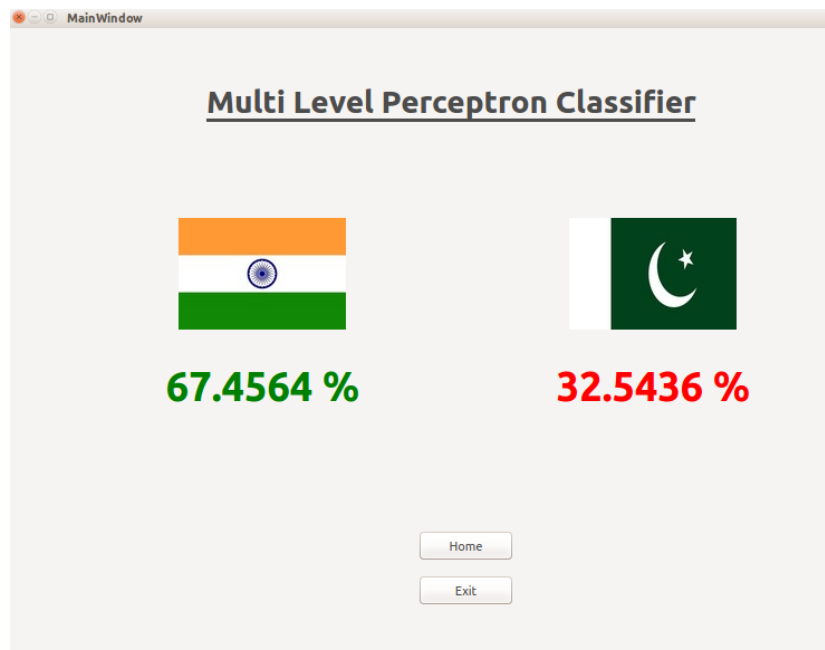 MainWindow
Multi Level Perceptron Classifier
67.4564 %
32.5436 %
Home
Exit